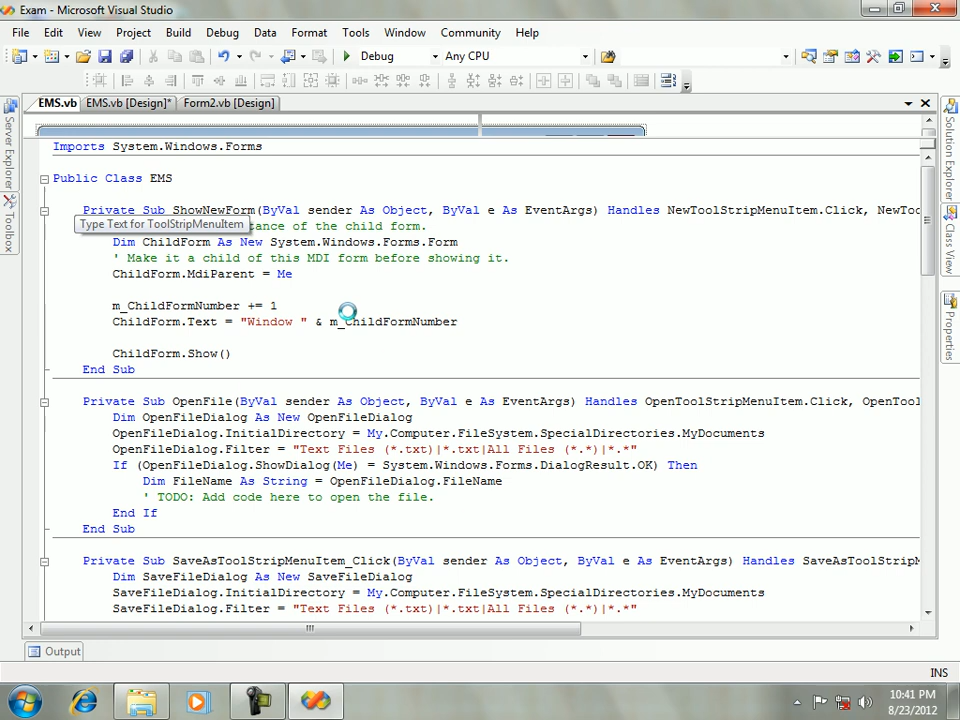 Exam - Microsoft Visual Studio
File Edit View Project Build Debug Data Format Tools Window Community Help
Debug Any CPU
EMS.vb EMS.vb [Design]* Form2.vb [Design]
Server Explorer
Toolbox
Solution Explorer
Class View
Properties
Imports System.Windows.Forms
Public Class EMS
Private Sub ShowNewForm(ByVal sender As Object, ByVal e As EventArgs) Handles NewToolStripMenuItem.Click, NewToo
Type Text for ToolStripMenuItem
tance of the child form.
Dim ChildForm As New System.Windows.Forms.Form
' Make it a child of this MDI form before showing it.
ChildForm.MdiParent = Me
m_ChildFormNumber += 1
ChildForm.Text = "Window " & m_ChildFormNumber
ChildForm.Show()
End Sub
Private Sub OpenFile(ByVal sender As Object, ByVal e As EventArgs) Handles OpenToolStripMenuItem.Click, OpenTool
Dim OpenFileDialog As New OpenFileDialog
OpenFileDialog.InitialDirectory = My.Computer.FileSystem.SpecialDirectories.MyDocuments
OpenFileDialog.Filter = "Text Files (*.txt)|*.txt|All Files (*.*)|*.*"
If (OpenFileDialog.ShowDialog(Me) = System.Windows.Forms.DialogResult.OK) Then
Dim FileName As String = OpenFileDialog.FileName
' TODO: Add code here to open the file.
End If
End Sub
Private Sub SaveAsToolStripMenuItem_Click(ByVal sender As Object, ByVal e As EventArgs) Handles SaveAsToolStripM
Dim SaveFileDialog As New SaveFileDialog
SaveFileDialog.InitialDirectory = My.Computer.FileSystem.SpecialDirectories.MyDocuments
SaveFileDialog.Filter = "Text Files (*.txt)|*.txt|All Files (*.*)|*.*"
Output
INS
10:41 PM
8/23/2012